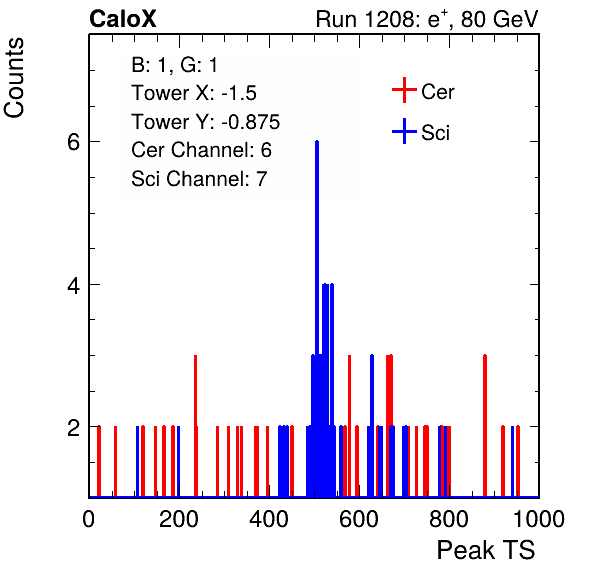 CaloX Run 1208: e⁺, 80 GeV
Counts
B: 1, G: 1
Tower X: -1.5
Tower Y: -0.875
Cer Channel: 6
Sci Channel: 7
Cer
Sci
6
4
2
0 200 400 600 800 1000
Peak TS